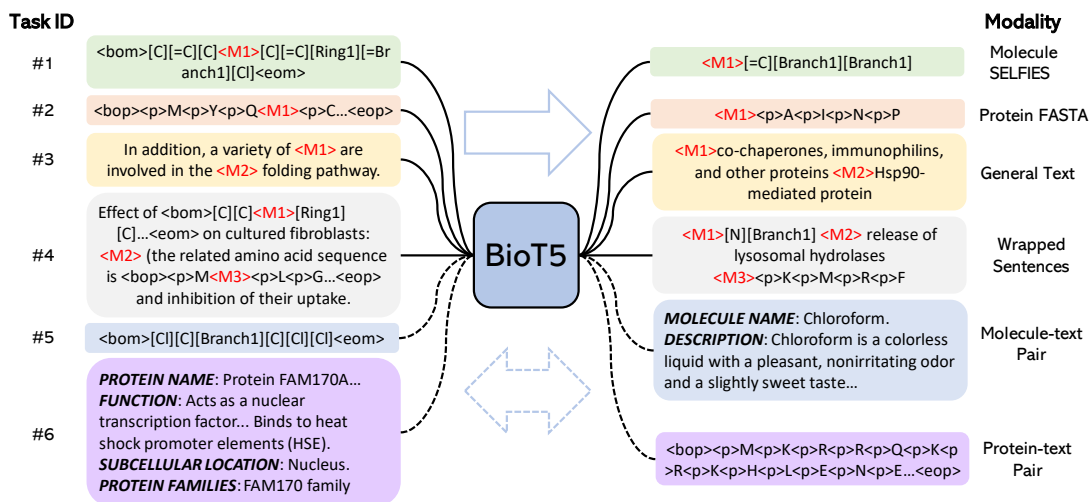 Task ID
Modality
#1
<bom>[C][=C][C]<M1>[C][=C][Ring1][=Br
anch1][Cl]<eom>
<M1>[=C][Branch1][Branch1]
Molecule
SELFIES
#2
<bop><p>M<p>Y<p>Q<M1><p>C...<eop>
<M1><p>A<p>I<p>N<p>P
Protein FASTA
#3
In addition, a variety of <M1> are
involved in the <M2> folding pathway.
<M1>co-chaperones, immunophilins,
and other proteins <M2>Hsp90-
mediated protein
General Text
#4
Effect of <bom>[C][C]<M1>[Ring1]
[C]...<eom> on cultured fibroblasts:
<M2> (the related amino acid sequence
is <bop><p>M<M3><p>L<p>G...<eop>
and inhibition of their uptake.
BioT5
<M1>[N][Branch1] <M2> release of
lysosomal hydrolases
<M3><p>K<p>M<p>R<p>F
Wrapped
Sentences
#5
<bom>[Cl][C][Branch1][C][Cl][Cl]<eom>
MOLECULE NAME: Chloroform.
DESCRIPTION: Chloroform is a colorless
liquid with a pleasant, nonirritating odor
and a slightly sweet taste...
Molecule-text
Pair
#6
PROTEIN NAME: Protein FAM170A...
FUNCTION: Acts as a nuclear
transcription factor... Binds to heat
shock promoter elements (HSE).
SUBCELLULAR LOCATION: Nucleus.
PROTEIN FAMILIES: FAM170 family
<bop><p>M<p>K<p>R<p>R<p>Q<p>K<p
>R<p>K<p>H<p>L<p>E<p>N<p>E...<eop>
Protein-text
Pair